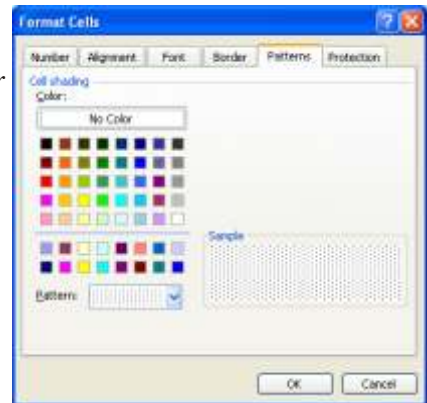 Format Cells
Number Alignment Font Border Patterns Protection
r
Cell shading
Color:
No Color
Sample
Pattern:
OK Cancel